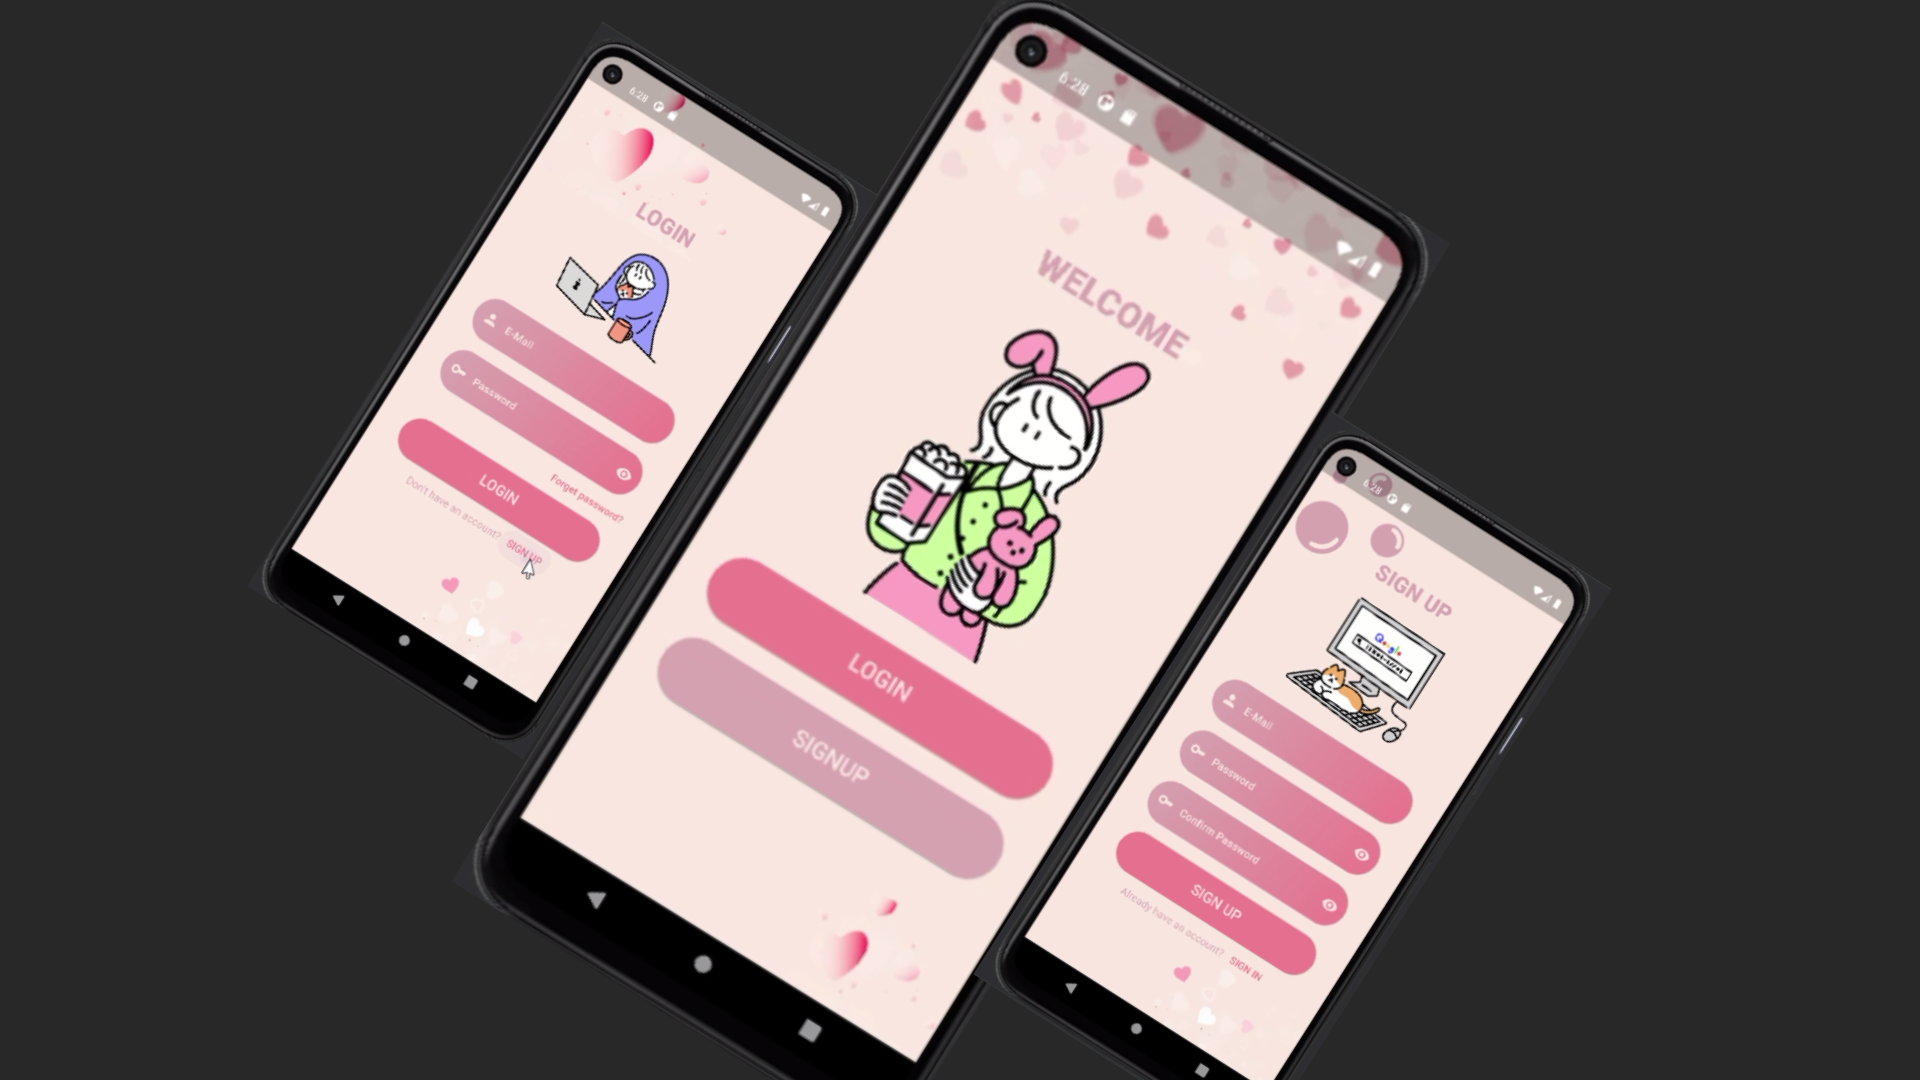 6:28
LOGIN
E-Mail
Password
Forget password?
LOGIN
Don't have an account? SIGN UP
6:28
WELCOME
LOGIN
SIGNUP
6:28
SIGN UP
Google
E-Mail
Password
Confirm Password
SIGN UP
Already have an account? SIGN IN